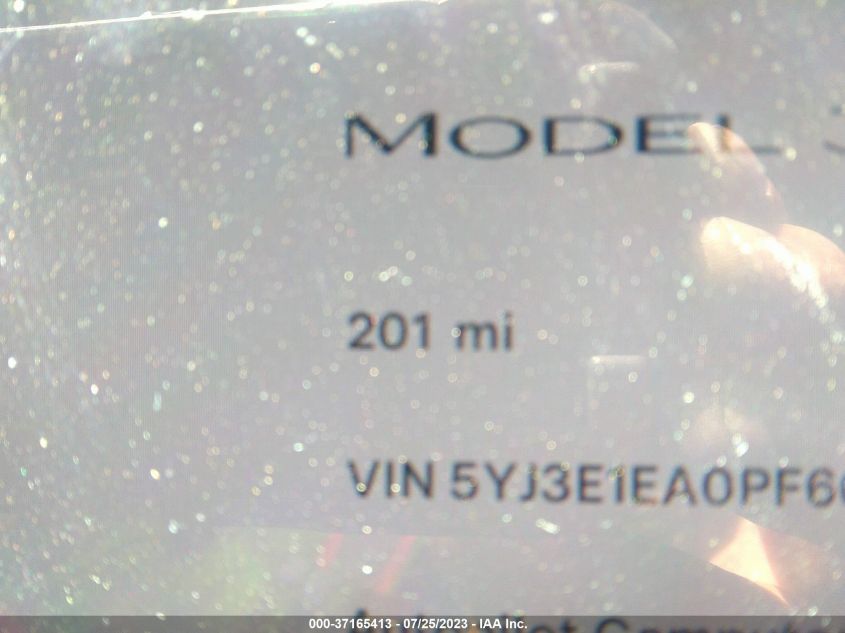 MODEL
201 mi
VIN 5YJ3E1EA0PF6
000-37165413 - 07/25/2023 - IAA Inc.